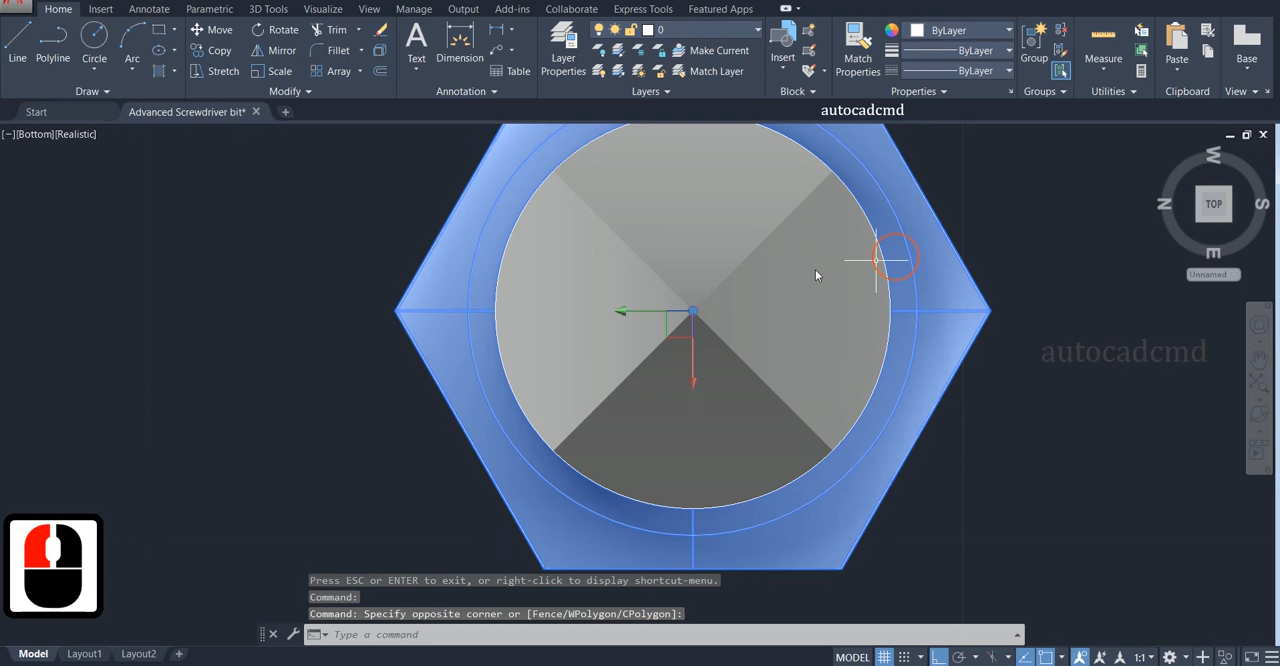 Home Insert Annotate Parametric 3D Tools Visualize View Manage Output Add-ins Collaborate Express Tools Featured Apps
Line Polyline Circle Arc
Move Rotate Trim
Copy Mirror Fillet
Stretch Scale Array
Text Dimension Table
Layer Properties
0
Make Current
Match Layer
Insert
Match Properties
ByLayer
ByLayer
ByLayer
Group
Measure
Paste
Base
Draw Modify Annotation Layers Block Properties Groups Utilities Clipboard View
Start Advanced Screwdriver bit*
autocadcmd
[−][Bottom][Realistic]
W
N TOP S
E
Unnamed
autocadcmd
Press ESC or ENTER to exit, or right-click to display shortcut-menu.
Command:
Command: Specify opposite corner or [Fence/WPolygon/CPolygon]:
Type a command
Model Layout1 Layout2
MODEL 1:1